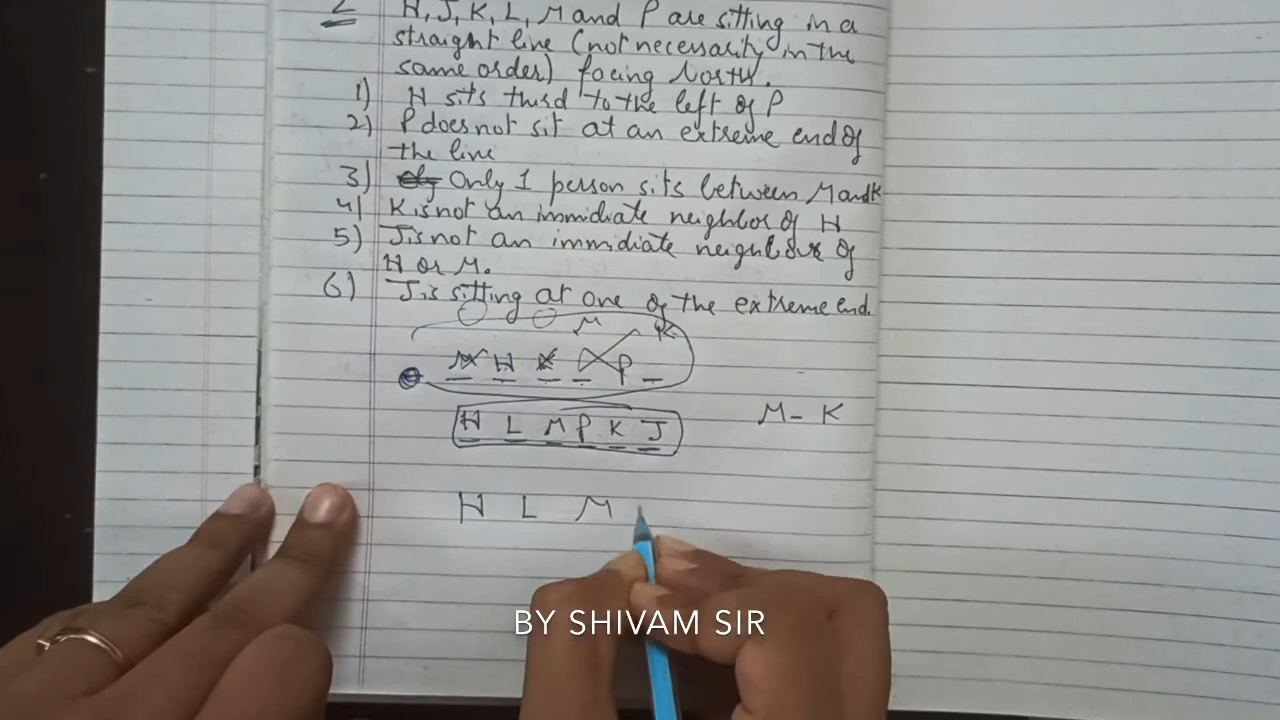 2 H, J, K, L, M and P are sitting in a
straight line (not necessarity in the
same order) facing North.
1) H sits third to the left of P
2) P does not sit at an extreme end of
the line
3) Only 1 person sits between M and K
4) K is not an immidiate neighbor of H
5) J is not an immidiate neighbour of
H or M.
6) J is sitting at one of the extreme end.
M K
M H K P
H L M P K J
M - K
H L M
BY SHIVAM SIR